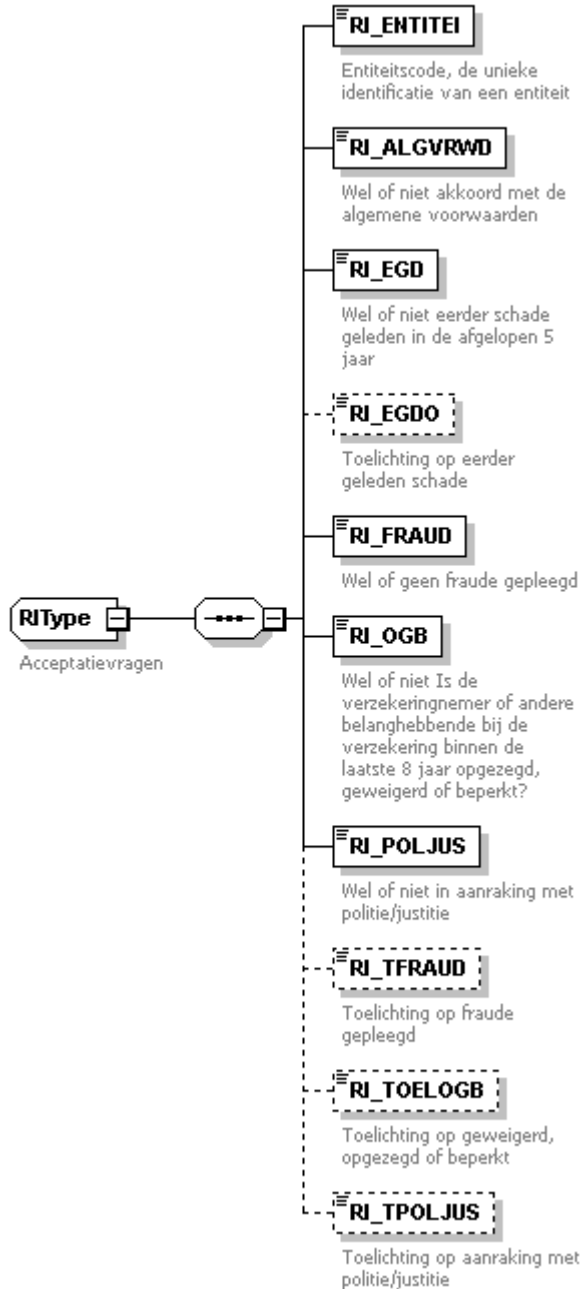 RI_ENTITEI
Entiteitscode, de unieke
identificatie van een entiteit
RI_ALGVRWD
Wel of niet akkoord met de
algemene voorwaarden
RI_EGD
Wel of niet eerder schade
geleden in de afgelopen 5
jaar
RI_EGDO
Toelichting op eerder
geleden schade
RI_FRAUD
Wel of geen fraude gepleegd
RIType
Acceptatievragen
RI_OGB
Wel of niet Is de
verzekeringnemer of andere
belanghebbende bij de
verzekering binnen de
laatste 8 jaar opgezegd,
geweigerd of beperkt?
RI_POLJUS
Wel of niet in aanraking met
politie/justitie
RI_TFRAUD
Toelichting op fraude
gepleegd
RI_TOELOGB
Toelichting op geweigerd,
opgezegd of beperkt
RI_TPOLJUS
Toelichting op aanraking met
politie/justitie